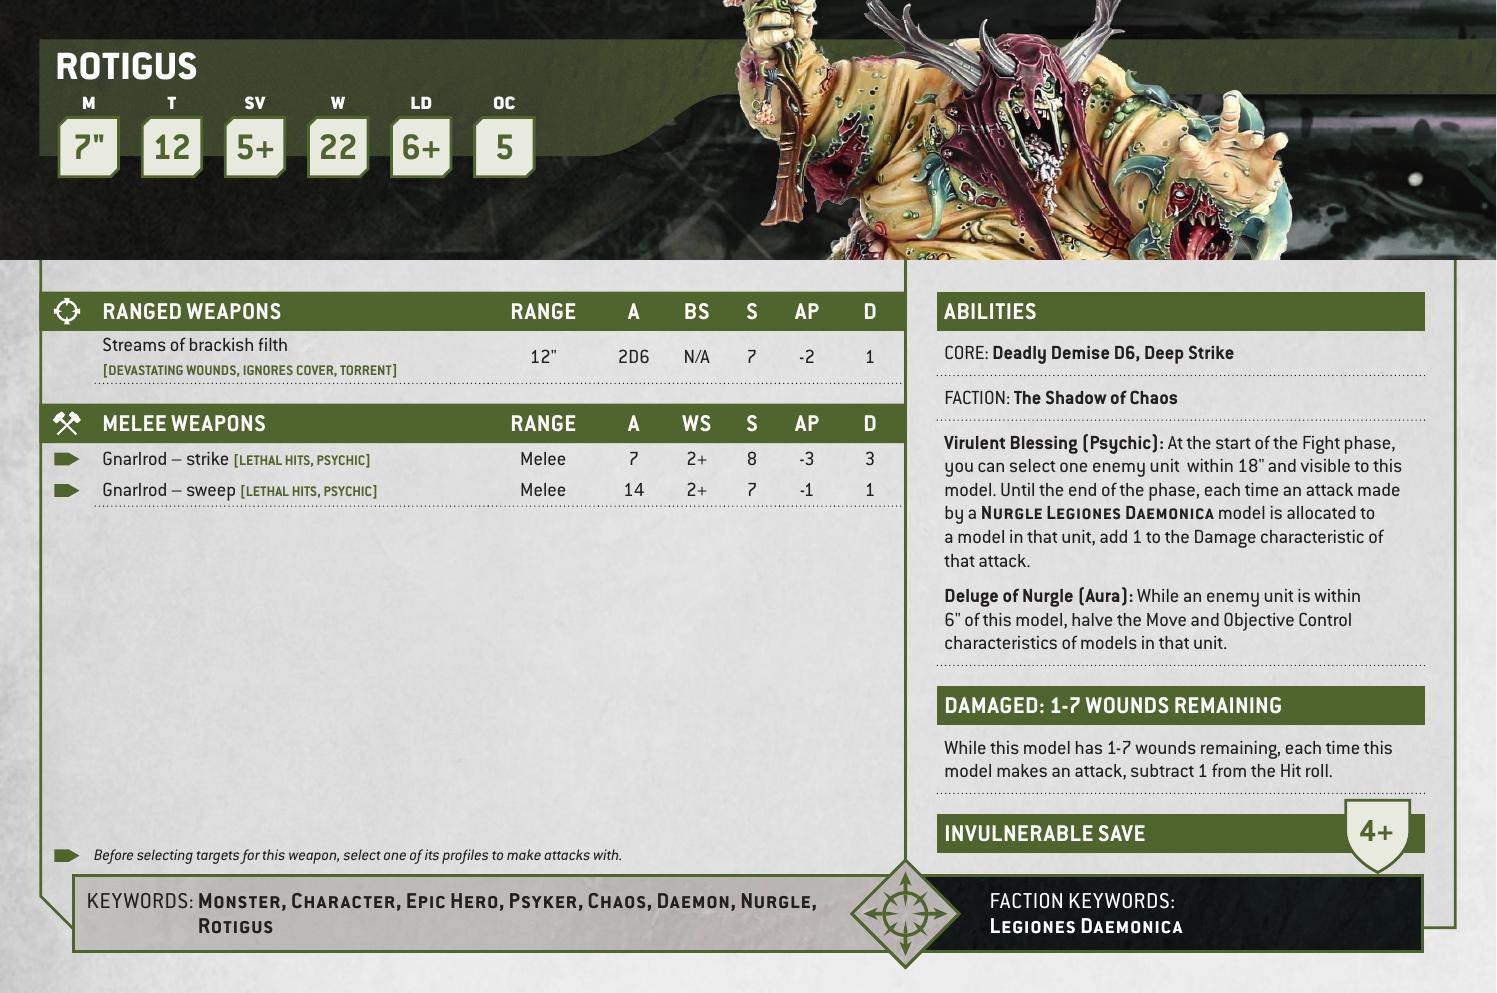 ROTIGUS
M T SV W LD OC
7" 12 5+ 22 6+ 5
RANGED WEAPONS RANGE A BS S AP D
Streams of brackish filth 12" 2D6 N/A 7 -2 1
[DEVASTATING WOUNDS, IGNORES COVER, TORRENT]
MELEE WEAPONS RANGE A WS S AP D
Gnarlrod – strike [LETHAL HITS, PSYCHIC] Melee 7 2+ 8 -3 3
Gnarlrod – sweep [LETHAL HITS, PSYCHIC] Melee 14 2+ 7 -1 1
Before selecting targets for this weapon, select one of its profiles to make attacks with.
ABILITIES
CORE: Deadly Demise D6, Deep Strike
FACTION: The Shadow of Chaos
Virulent Blessing (Psychic): At the start of the Fight phase,
you can select one enemy unit within 18" and visible to this
model. Until the end of the phase, each time an attack made
by a NURGLE LEGIONES DAEMONICA model is allocated to
a model in that unit, add 1 to the Damage characteristic of
that attack.
Deluge of Nurgle (Aura): While an enemy unit is within
6" of this model, halve the Move and Objective Control
characteristics of models in that unit.
DAMAGED: 1-7 WOUNDS REMAINING
While this model has 1-7 wounds remaining, each time this
model makes an attack, subtract 1 from the Hit roll.
INVULNERABLE SAVE 4+
KEYWORDS: MONSTER, CHARACTER, EPIC HERO, PSYKER, CHAOS, DAEMON, NURGLE,
ROTIGUS
FACTION KEYWORDS:
LEGIONES DAEMONICA